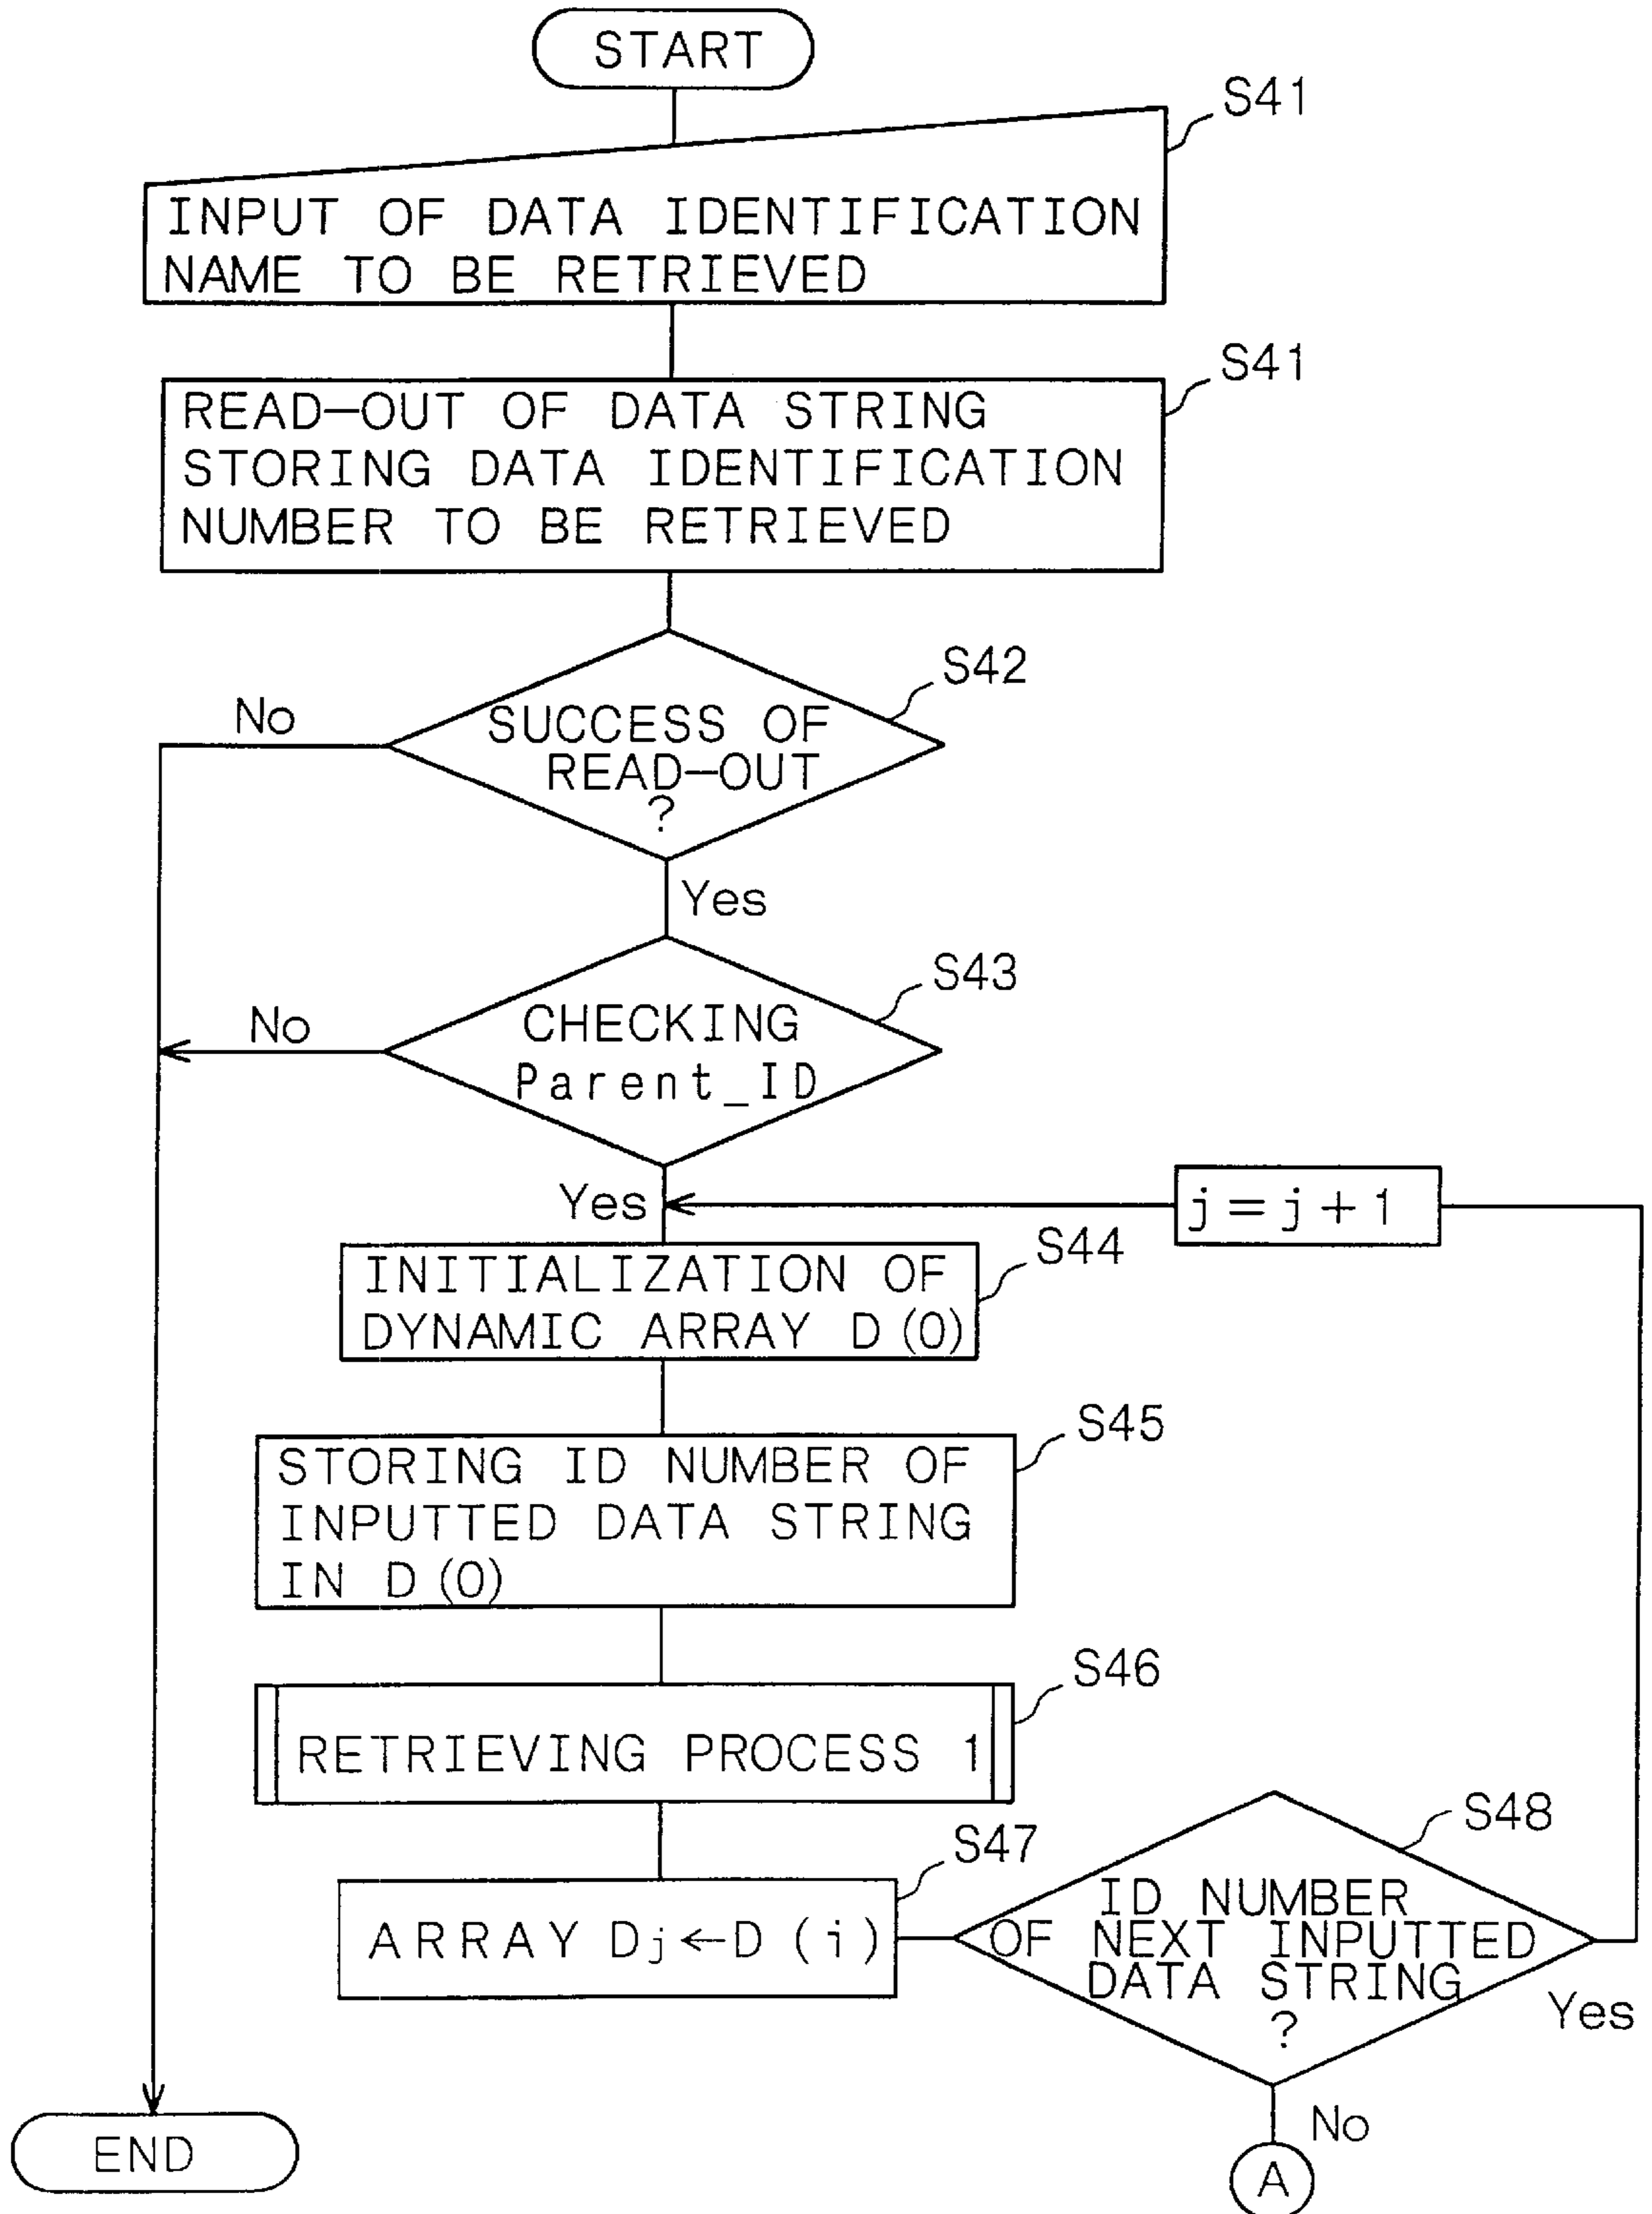 START
S41
INPUT OF DATA IDENTIFICATION
NAME TO BE RETRIEVED
S41
READ-OUT OF DATA STRING
STORING DATA IDENTIFICATION
NUMBER TO BE RETRIEVED
S42
No
SUCCESS OF
READ-OUT
?
Yes
S43
No
CHECKING
Parent_ID
Yes
j=j+1
S44
INITIALIZATION OF
DYNAMIC ARRAY D(0)
S45
STORING ID NUMBER OF
INPUTTED DATA STRING
IN D(0)
S46
RETRIEVING PROCESS 1
S47
ARRAY Dj←D(i)
S48
ID NUMBER
OF NEXT INPUTTED
DATA STRING
?
Yes
No
A
END